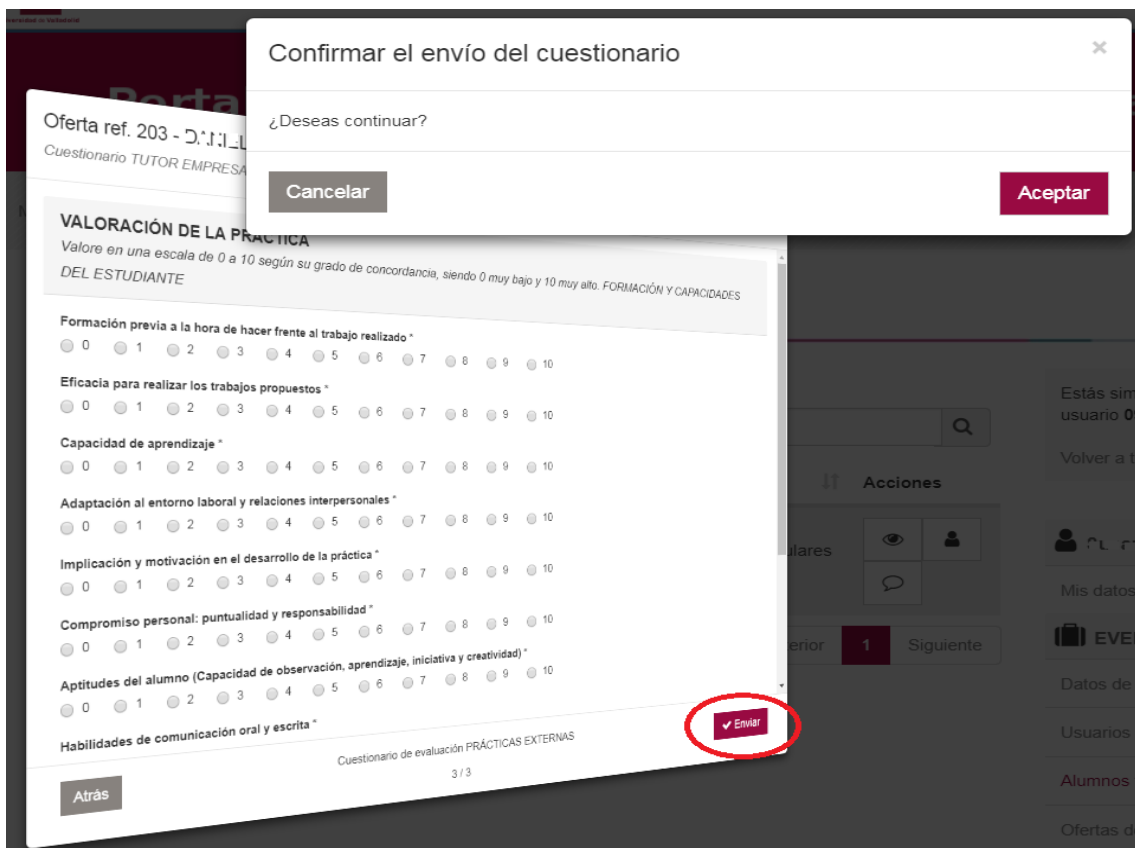 Universidad de Valladolid
Porta
Confirmar el envío del cuestionario
×
¿Deseas continuar?
Cancelar
Aceptar
Oferta ref. 203 -
Cuestionario TUTOR EMPRESA
VALORACIÓN DE LA PRÁCTICA
Valore en una escala de 0 a 10 según su grado de concordancia, siendo 0 muy bajo y 10 muy alto. FORMACIÓN Y CAPACIDADES
DEL ESTUDIANTE
Formación previa a la hora de hacer frente al trabajo realizado *
0 1 2 3 4 5 6 7 8 9 10
Eficacia para realizar los trabajos propuestos *
0 1 2 3 4 5 6 7 8 9 10
Capacidad de aprendizaje *
0 1 2 3 4 5 6 7 8 9 10
Adaptación al entorno laboral y relaciones interpersonales *
0 1 2 3 4 5 6 7 8 9 10
Implicación y motivación en el desarrollo de la práctica *
0 1 2 3 4 5 6 7 8 9 10
Compromiso personal: puntualidad y responsabilidad *
0 1 2 3 4 5 6 7 8 9 10
Aptitudes del alumno (Capacidad de observación, aprendizaje, iniciativa y creatividad) *
0 1 2 3 4 5 6 7 8 9 10
Habilidades de comunicación oral y escrita *
Enviar
Cuestionario de evaluación PRÁCTICAS EXTERNAS
3 / 3
Atrás
Acciones
ulares
erior 1 Siguiente
Estás sim
usuario 0
Volver a t
Mis datos
EVE
Datos de
Usuarios
Alumnos
Ofertas d